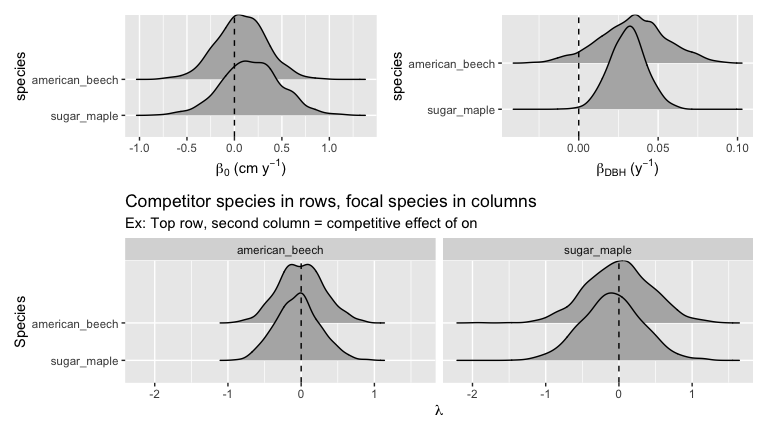 species
american_beech
sugar_maple
-1.0 -0.5 0.0 0.5 1.0
β₀ (cm y⁻¹)
species
american_beech
sugar_maple
0.00 0.05 0.10
β_DBH (y⁻¹)
Competitor species in rows, focal species in columns
Ex: Top row, second column = competitive effect of on
american_beech sugar_maple
Species
american_beech
sugar_maple
-2 -1 0 1 -2 -1 0 1
λ